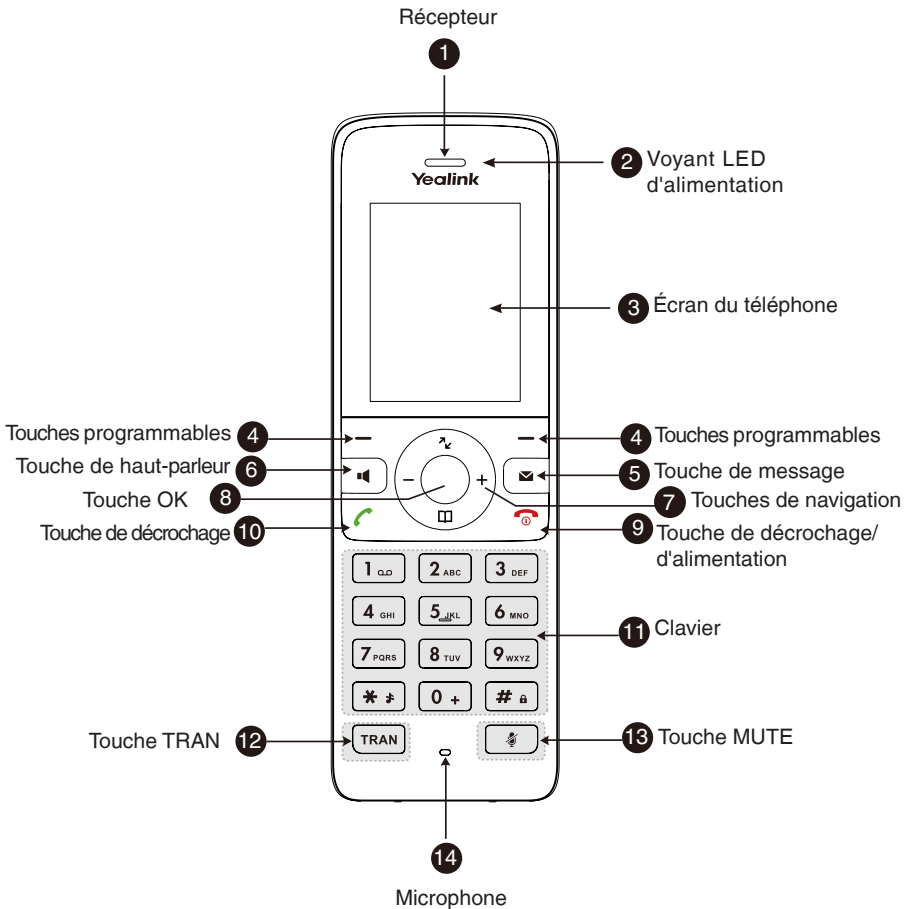 Récepteur
1
2 Voyant LED
d'alimentation
Yealink
3 Écran du téléphone
Touches programmables 4
4 Touches programmables
Touche de haut-parleur 6
5 Touche de message
Touche OK 8
- +
7 Touches de navigation
Touche de décrochage 10
9 Touche de décrochage/
d'alimentation
1 2 ABC 3 DEF
4 GHI 5 JKL 6 MNO
11 Clavier
7 PQRS 8 TUV 9 WXYZ
* 0 + #
Touche TRAN 12
TRAN
13 Touche MUTE
14
Microphone